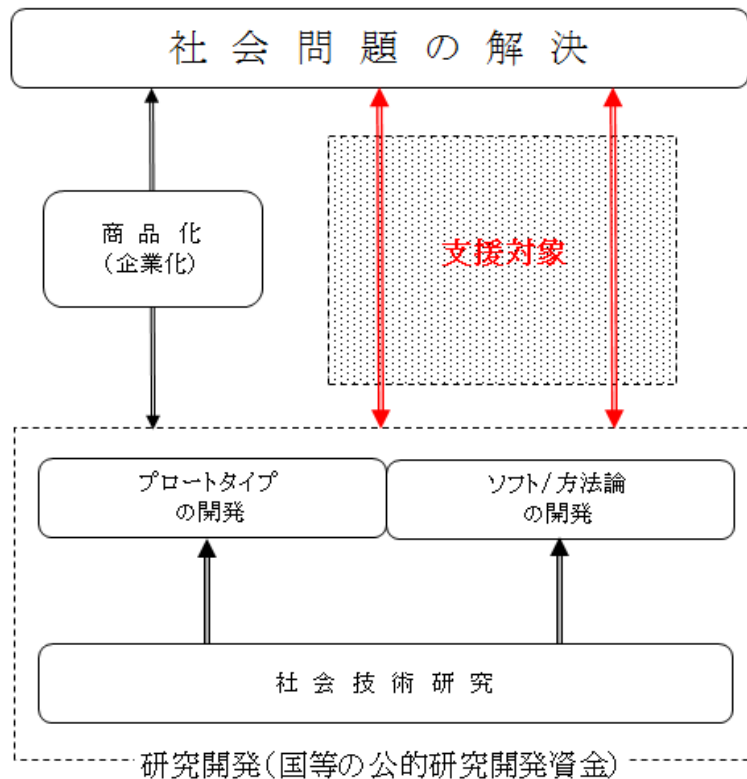 社会問題の解決
商品化
(企業化)
支援対象
プロートタイプ
の開発
ソフト/方法論
の開発
社会技術研究
研究開発(国等の公的研究開発資金)